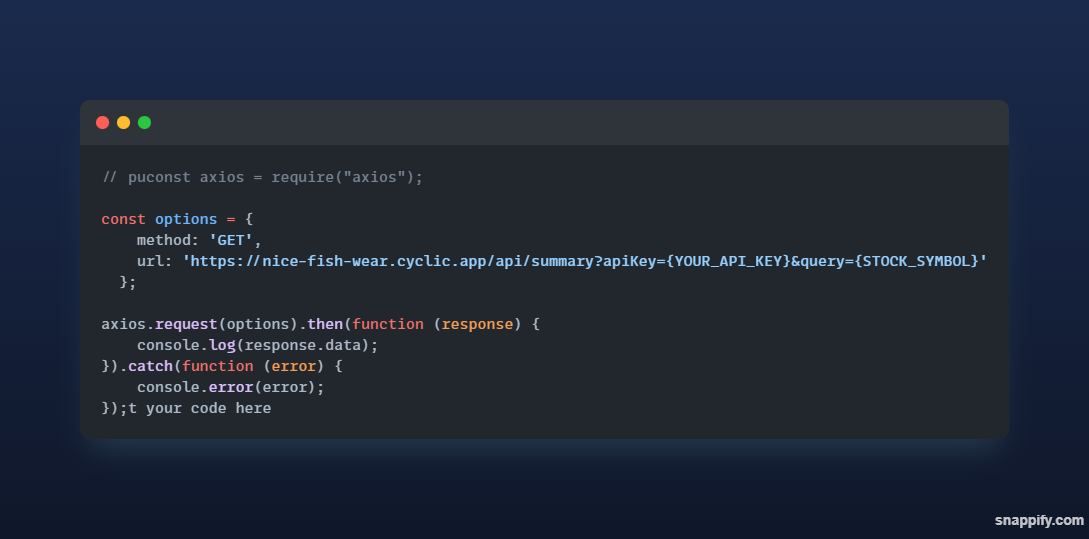 // puconst axios = require("axios");
const options = {
method: 'GET',
url: 'https://nice-fish-wear.cyclic.app/api/summary?apiKey={YOUR_API_KEY}&query={STOCK_SYMBOL}'
};
axios.request(options).then(function (response) {
console.log(response.data);
}).catch(function (error) {
console.error(error);
});t your code here
snappify.com